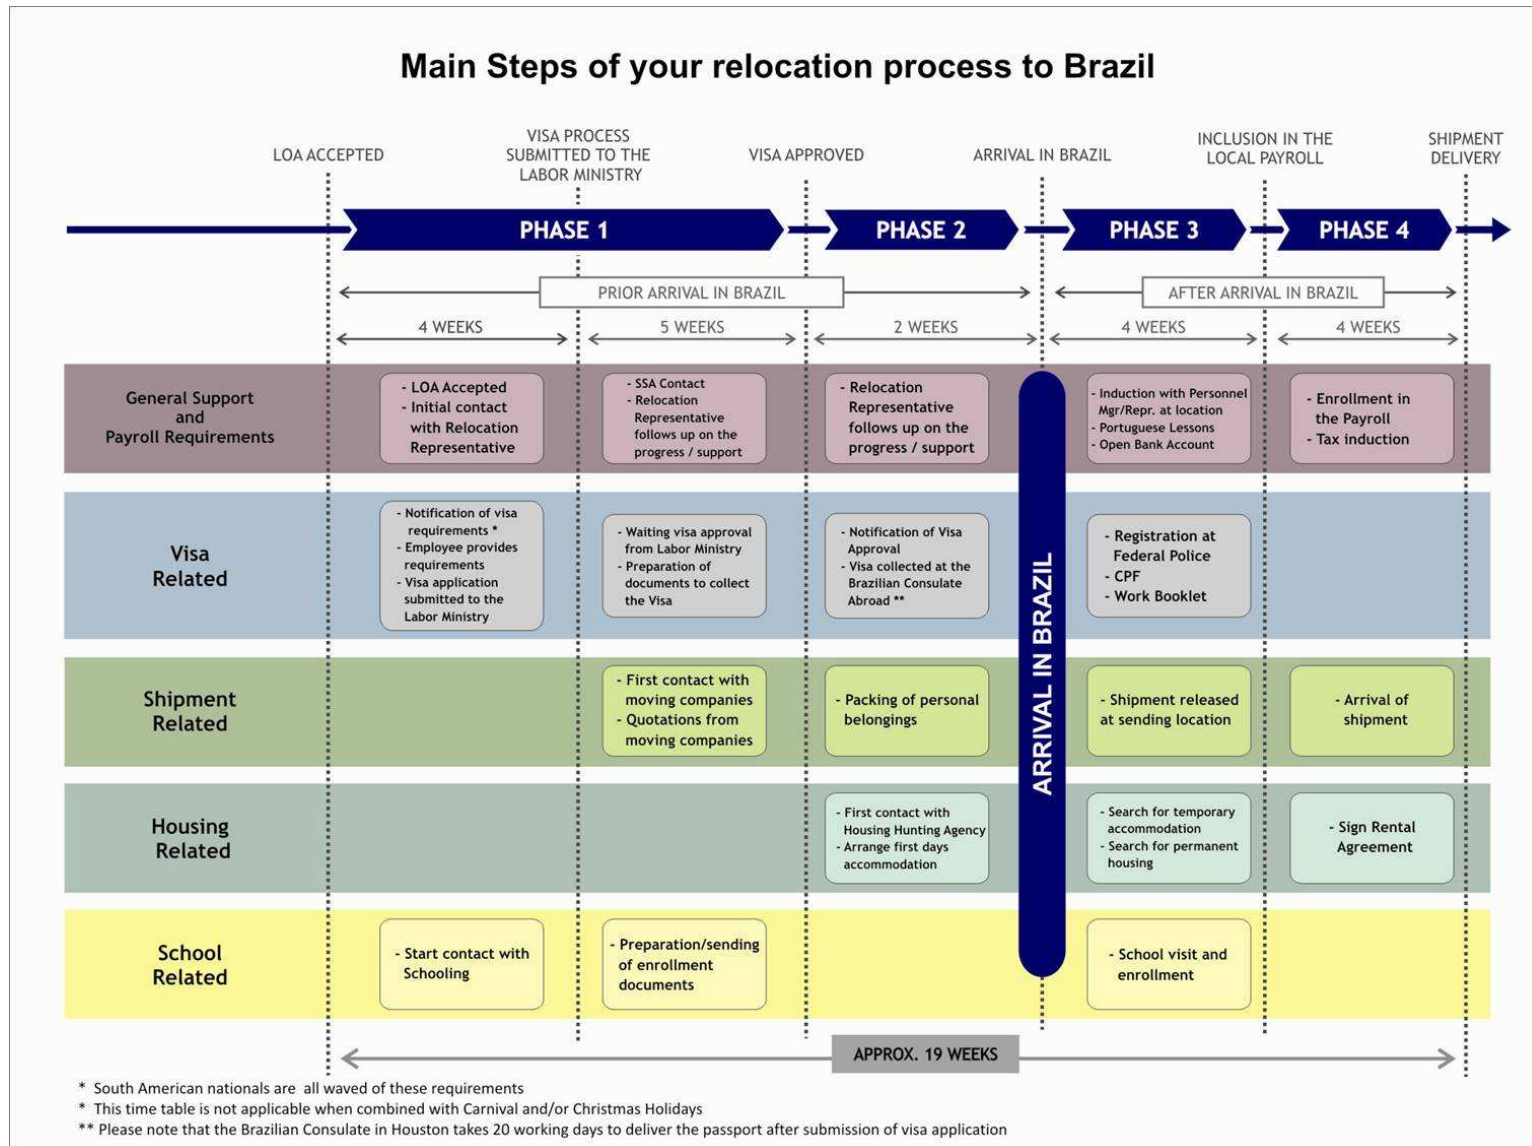 Main Steps of your relocation process to Brazil
LOA ACCEPTED
VISA PROCESS
SUBMITTED TO THE
LABOR MINISTRY
VISA APPROVED
ARRIVAL IN BRAZIL
INCLUSION IN THE
LOCAL PAYROLL
SHIPMENT
DELIVERY
PHASE 1
PHASE 2
PHASE 3
PHASE 4
PRIOR ARRIVAL IN BRAZIL
AFTER ARRIVAL IN BRAZIL
4 WEEKS
5 WEEKS
2 WEEKS
4 WEEKS
4 WEEKS
General Support
and
Payroll Requirements
- LOA Accepted
- Initial contact
with Relocation
Representative
- SSA Contact
- Relocation
Representative
follows up on the
progress / support
- Relocation
Representative
follows up on the
progress / support
- Induction with Personnel
Mgr/Repr. at location
- Portuguese Lessons
- Open Bank Account
- Enrollment in
the Payroll
- Tax induction
Visa
Related
- Notification of visa
requirements *
- Employee provides
requirements
- Visa application
submitted to the
Labor Ministry
- Waiting visa approval
from Labor Ministry
- Preparation of
documents to collect
the Visa
- Notification of Visa
Approval
- Visa collected at the
Brazilian Consulate
Abroad **
- Registration at
Federal Police
- CPF
- Work Booklet
ARRIVAL IN BRAZIL
Shipment
Related
- First contact with
moving companies
- Quotations from
moving companies
- Packing of personal
belongings
- Shipment released
at sending location
- Arrival of
shipment
Housing
Related
- First contact with
Housing Hunting Agency
- Arrange first days
accommodation
- Search for temporary
accommodation
- Search for permanent
housing
- Sign Rental
Agreement
School
Related
- Start contact with
Schooling
- Preparation/sending
of enrollment
documents
- School visit and
enrollment
APPROX. 19 WEEKS
* South American nationals are all waved of these requirements
* This time table is not applicable when combined with Carnival and/or Christmas Holidays
** Please note that the Brazilian Consulate in Houston takes 20 working days to deliver the passport after submission of visa application